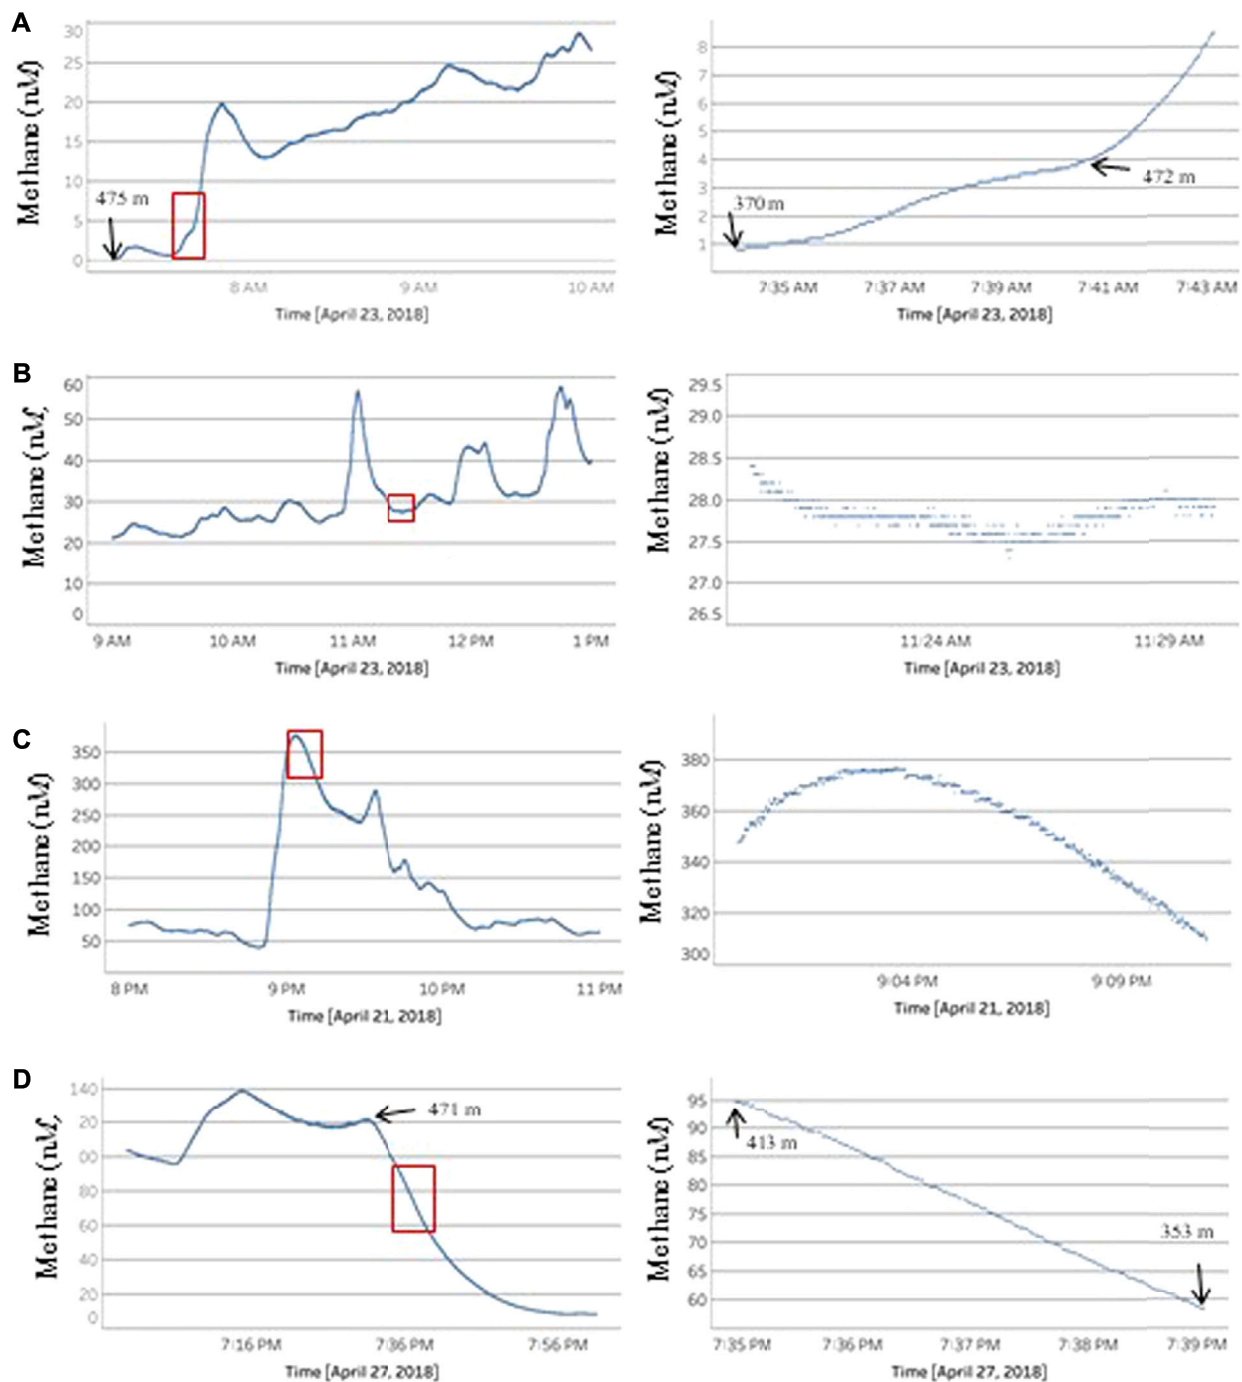 A
Methane (nM)
30
25
20
15
10
5
0
475 m
8 AM 9 AM 10 AM
Time [April 23, 2018]
Methane (nM)
8
7
6
5
4
3
2
1
370 m
472 m
7:35 AM 7:37 AM 7:39 AM 7:41 AM 7:43 AM
Time [April 23, 2018]
B
Methane (nM)
60
50
40
30
20
10
0
9 AM 10 AM 11 AM 12 PM 1 PM
Time [April 23, 2018]
Methane (nM)
29.5
29.0
28.5
28.0
27.5
27.0
26.5
11:24 AM 11:29 AM
Time [April 23, 2018]
C
Methane (nM)
350
300
250
200
150
100
50
8 PM 9 PM 10 PM 11 PM
Time [April 21, 2018]
Methane (nM)
380
360
340
320
300
9:04 PM 9:09 PM
Time [April 21, 2018]
D
Methane (nM)
140
20
00
80
60
40
20
0
471 m
7:16 PM 7:36 PM 7:56 PM
Time [April 27, 2018]
Methane (nM)
95
90
85
80
75
70
65
60
413 m
353 m
7:35 PM 7:36 PM 7:37 PM 7:38 PM 7:39 PM
Time [April 27, 2018]